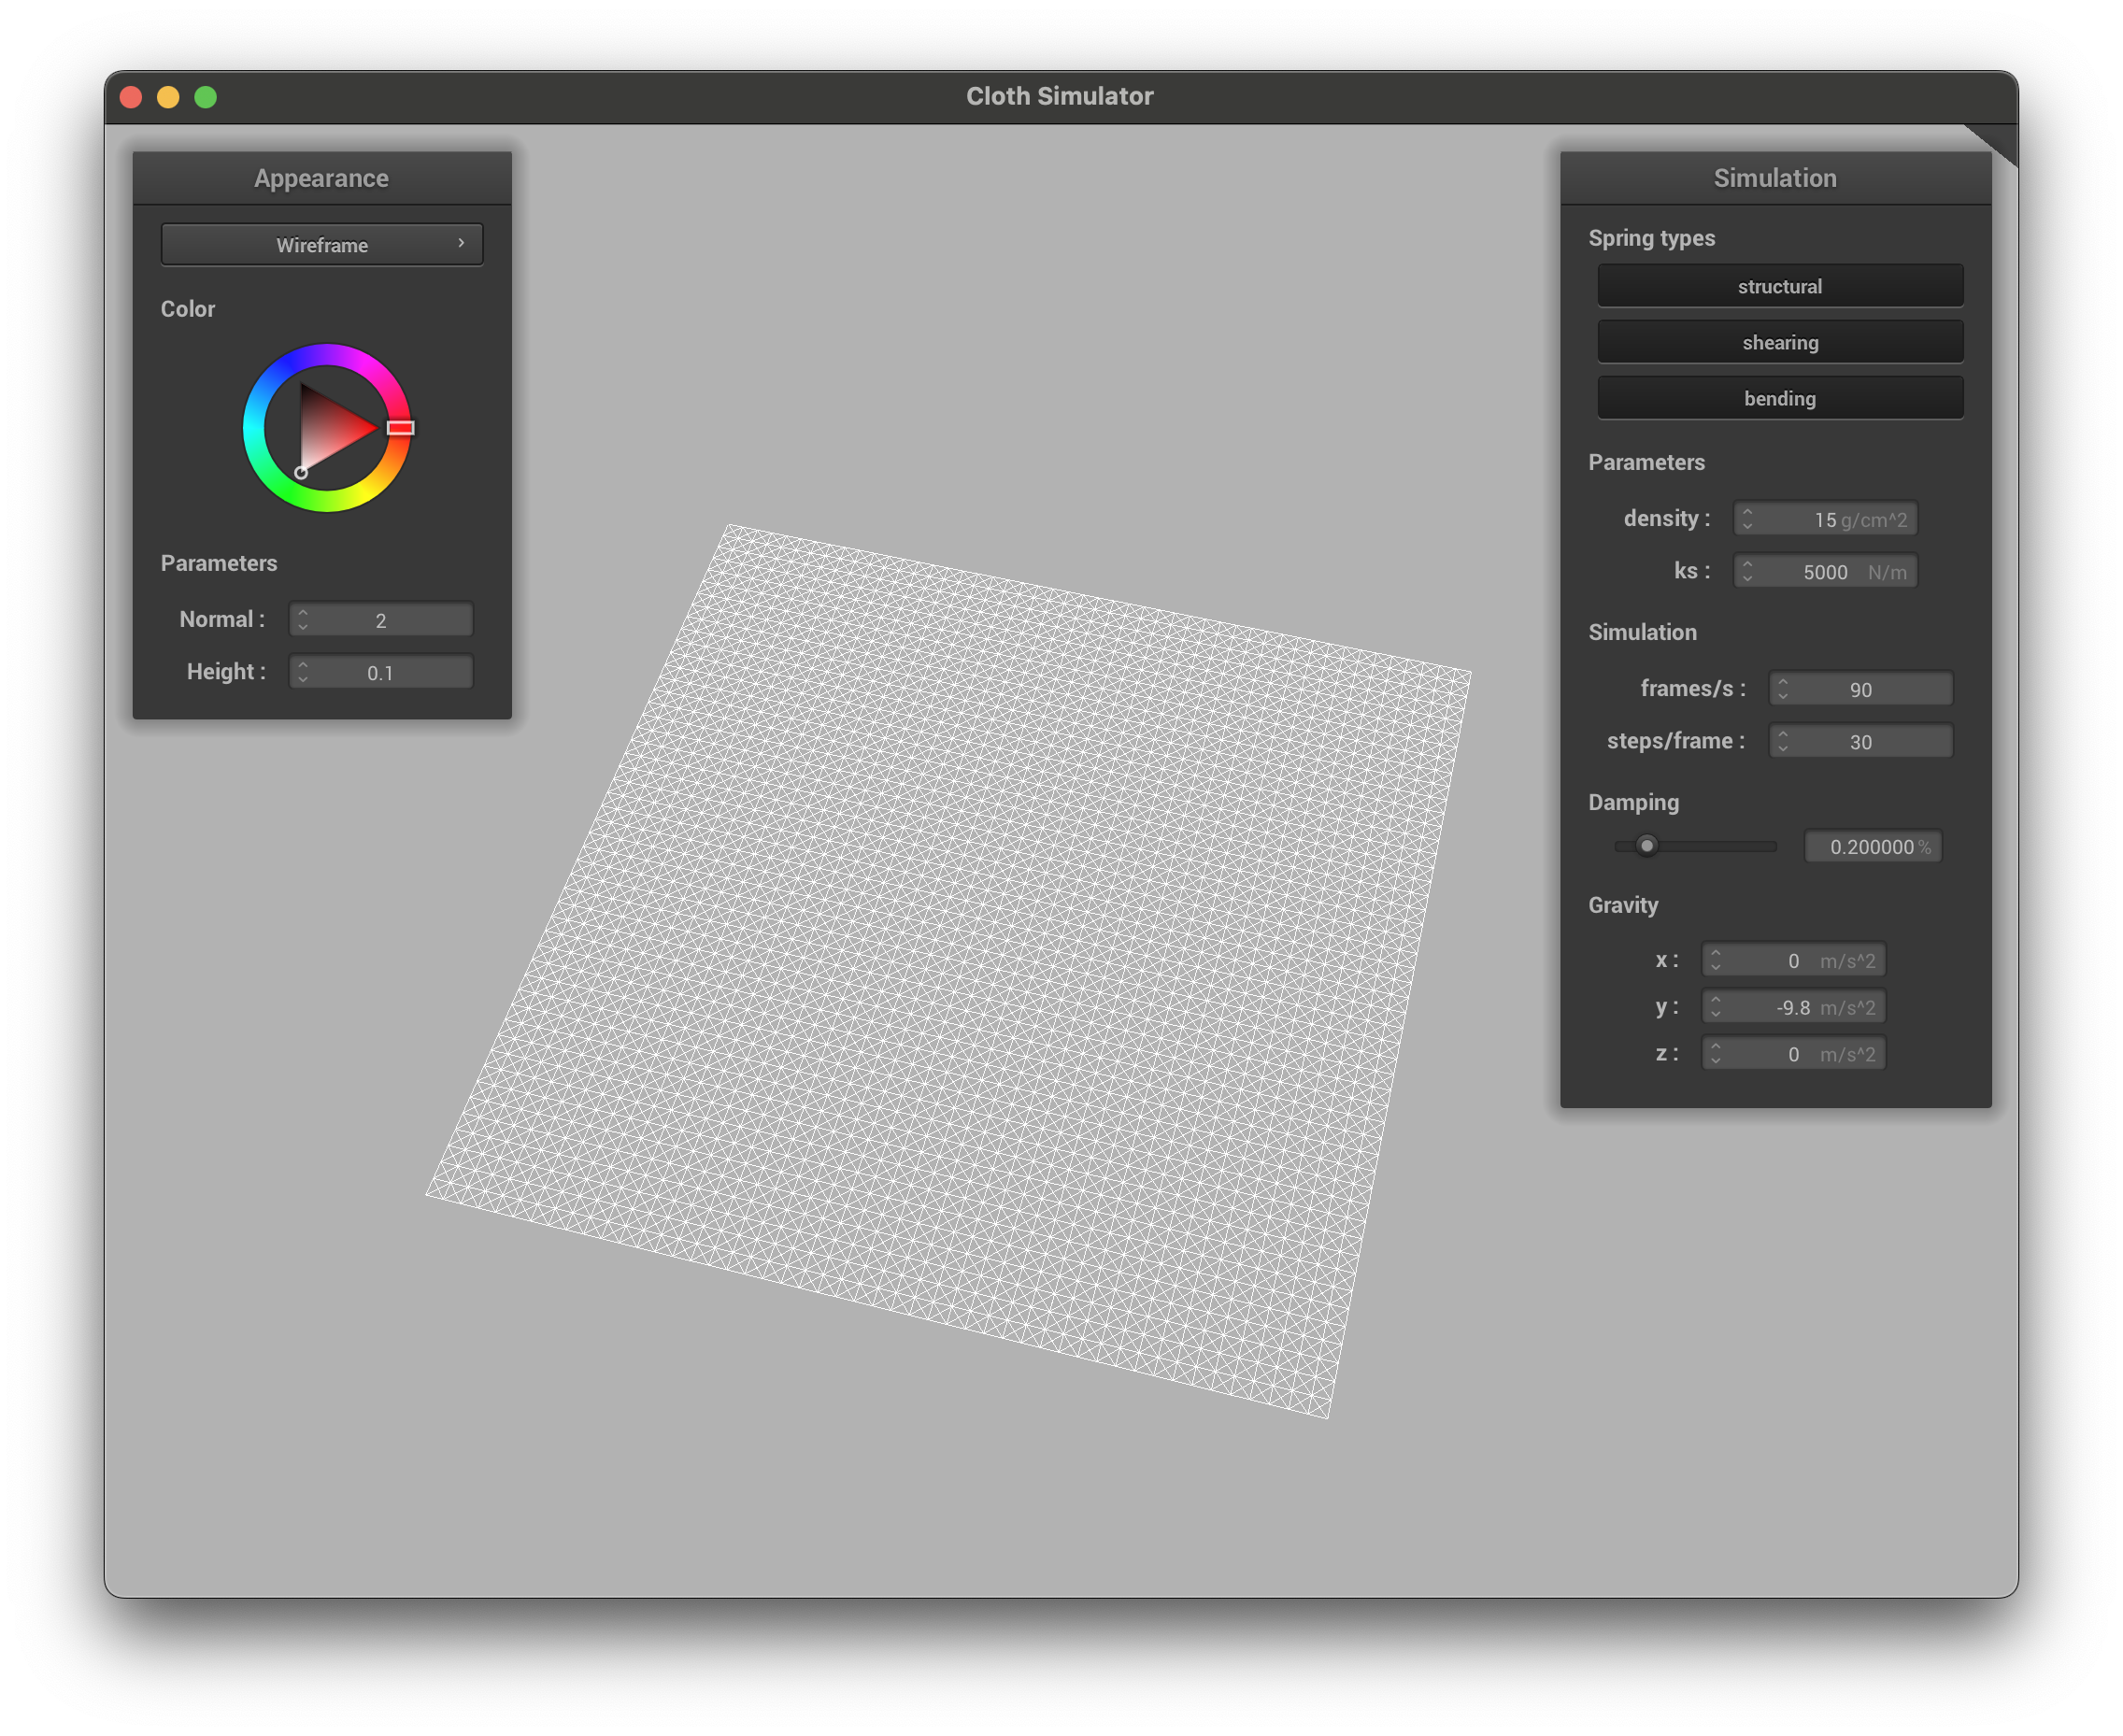 Cloth Simulator
Appearance
Wireframe
Color
Parameters
Normal : 2
Height : 0.1
Simulation
Spring types
structural
shearing
bending
Parameters
density : 15 g/cm^2
ks : 5000 N/m
Simulation
frames/s : 90
steps/frame : 30
Damping
0.200000 %
Gravity
x : 0 m/s^2
y : -9.8 m/s^2
z : 0 m/s^2